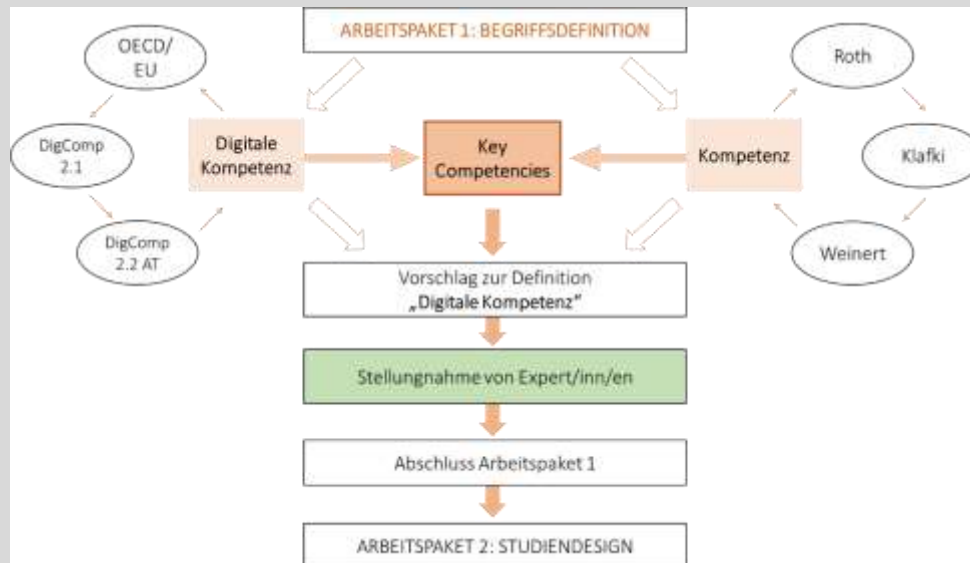 ARBEITSPAKET 1: BEGRIFFSDEFINITION
OECD/
EU
DigComp
2.1
DigComp
2.2 AT
Digitale
Kompetenz
Key
Competencies
Kompetenz
Roth
Klafki
Weinert
Vorschlag zur Definition
„Digitale Kompetenz"
Stellungnahme von Expert/inn/en
Abschluss Arbeitspaket 1
ARBEITSPAKET 2: STUDIENDESIGN